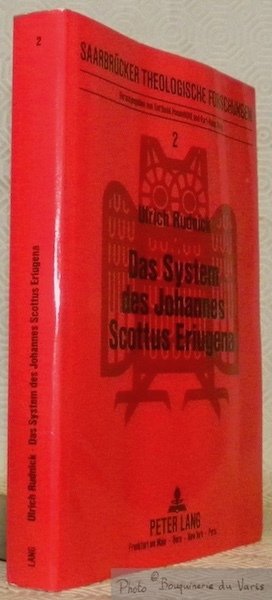 2
Ulrich Rudnick Das System des Johannes Scottus Eriugena
LANG
SAARBRÜCKER THEOLOGISCHE FORSCHUNGEN
2
Ulrich Rudnick
Das System
des Johannes
Scottus Eriugena
PETER LANG
Frankfurt am Main · Bern · New York · Paris
Photo © Bouquinerie du Varis